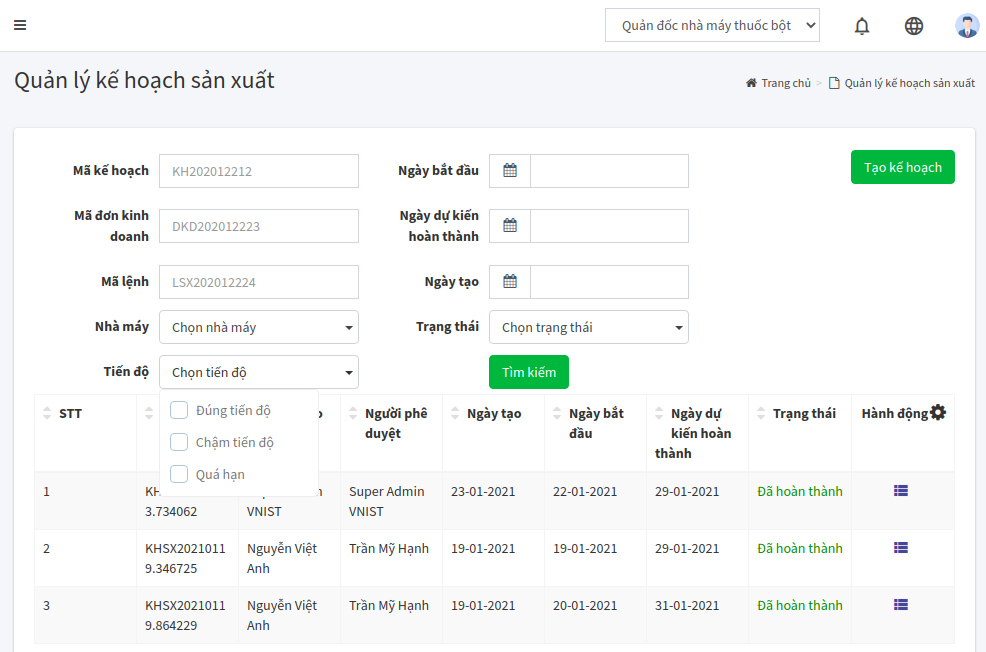 Quản đốc nhà máy thuốc bột
Quản lý kế hoạch sản xuất
Trang chủ > Quản lý kế hoạch sản xuất
Mã kế hoạch KH202012212 Ngày bắt đầu Tạo kế hoạch
Mã đơn kinh doanh DKD202012223 Ngày dự kiến hoàn thành
Mã lệnh LSX202012224 Ngày tạo
Nhà máy Chọn nhà máy Trạng thái Chọn trạng thái
Tiến độ Chọn tiến độ Tìm kiếm
Đúng tiến độ
Chậm tiến độ
Quá hạn
STT Người phê duyệt Ngày tạo Ngày bắt đầu Ngày dự kiến hoàn thành Trạng thái Hành động
1 3.734062 VNIST Super Admin VNIST 23-01-2021 22-01-2021 29-01-2021 Đã hoàn thành
2 KHSX2021011 9.346725 Nguyễn Việt Anh Trần Mỹ Hạnh 19-01-2021 19-01-2021 29-01-2021 Đã hoàn thành
3 KHSX2021011 9.864229 Nguyễn Việt Anh Trần Mỹ Hạnh 19-01-2021 20-01-2021 31-01-2021 Đã hoàn thành